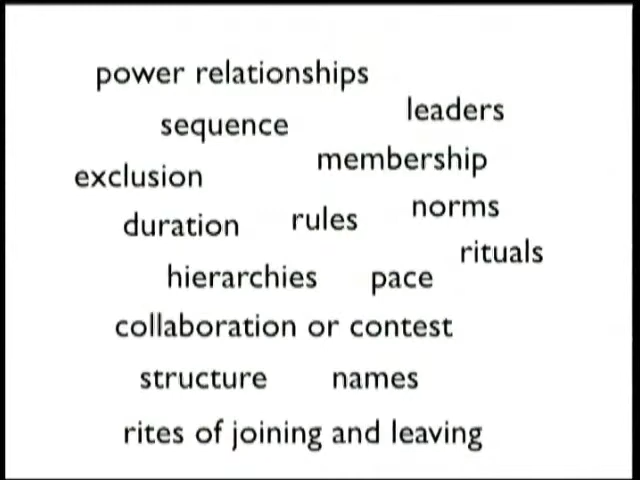 power relationships
leaders
sequence
membership
exclusion
norms
rules
duration
rituals
hierarchies
pace
collaboration or contest
structure
names
rites of joining and leaving